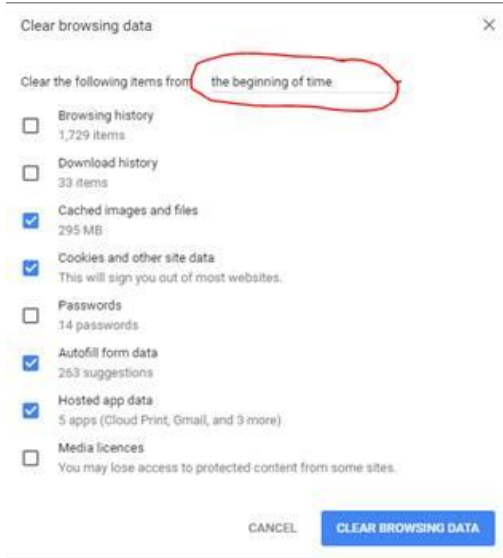 Clear browsing data
Clear the following items from the beginning of time
Browsing history
1,729 items
Download history
33 items
Cached images and files
295 MB
Cookies and other site data
This will sign you out of most websites.
Passwords
14 passwords
Autofill form data
263 suggestions
Hosted app data
5 apps (Cloud Print, Gmail, and 3 more)
Media licences
You may lose access to protected content from some sites.
CANCEL CLEAR BROWSING DATA